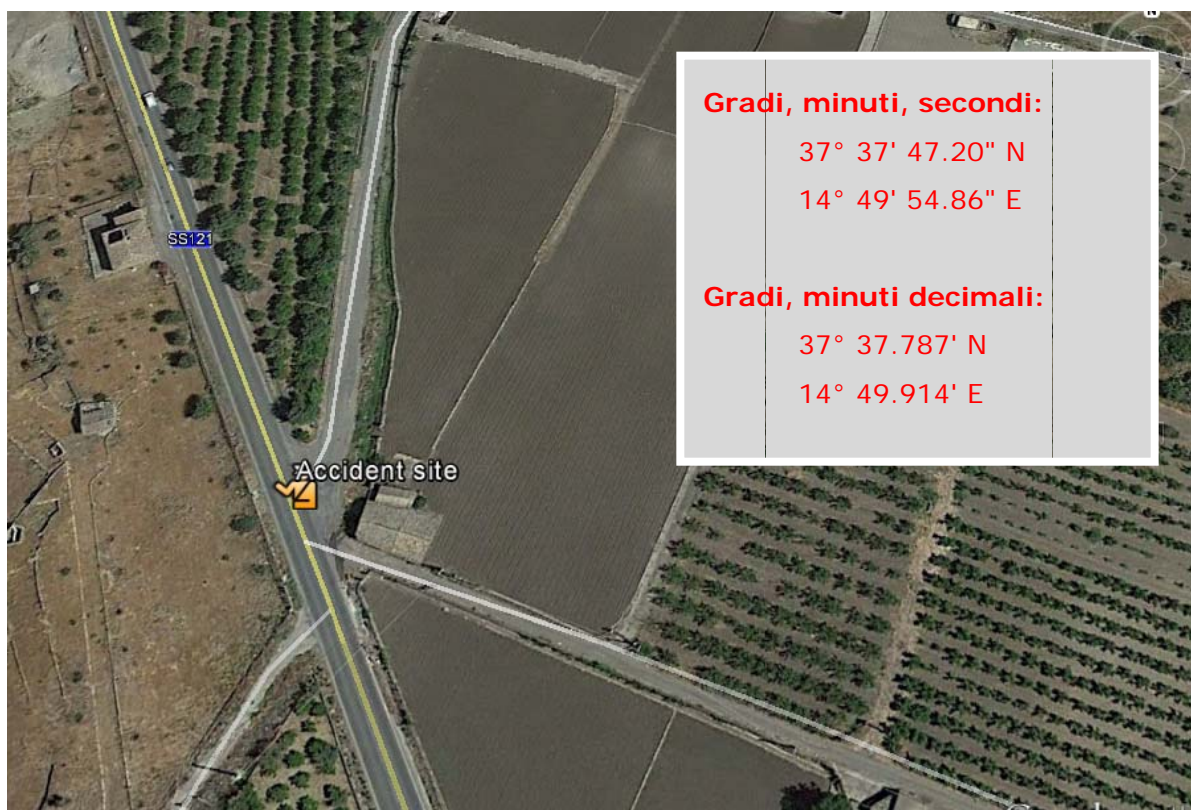 N
Gradi, minuti, secondi:
37° 37' 47.20" N
14° 49' 54.86" E
SS121
Gradi, minuti decimali:
37° 37.787' N
14° 49.914' E
Accident site